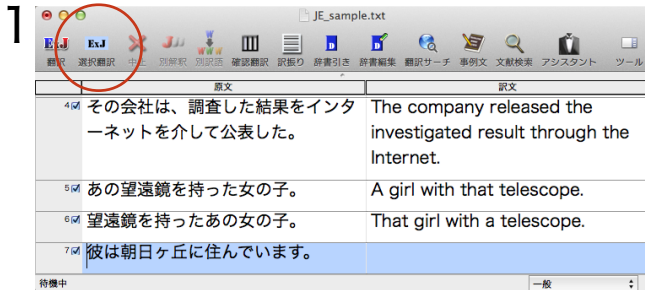 1
JE_sample.txt
ExJ ExJ JxJ
翻訳 選択翻訳 中止 別解釈 別訳語 確認翻訳 訳振り 辞書引き 辞書編集 翻訳サーチ 事例文 文献検索 アシスタント ツール
原文 訳文
4 その会社は、調査した結果をインタ The company released the
ーネットを介して公表した。 investigated result through the
Internet.
5 あの望遠鏡を持った女の子。 A girl with that telescope.
6 望遠鏡を持ったあの女の子。 That girl with a telescope.
7 彼は朝日ヶ丘に住んでいます。
待機中 一般